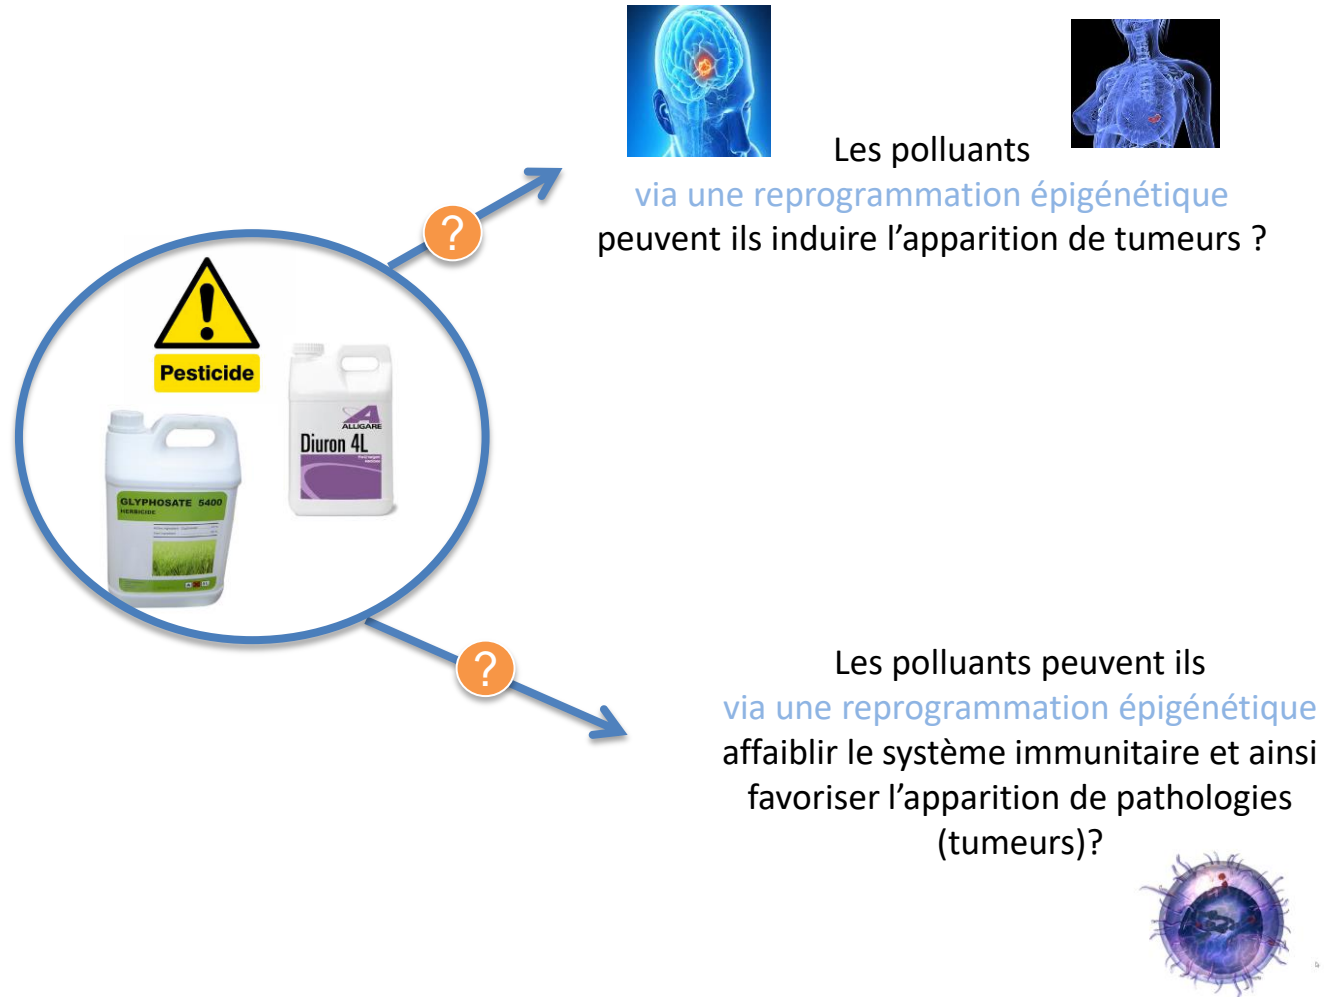 Les polluants
via une reprogrammation épigénétique
peuvent ils induire l’apparition de tumeurs ?
?
Pesticide
ALLIGARE
Diuron 4L
GLYPHOSATE 5400
HERBICIDE
?
Les polluants peuvent ils
via une reprogrammation épigénétique
affaiblir le système immunitaire et ainsi
favoriser l’apparition de pathologies
(tumeurs)?